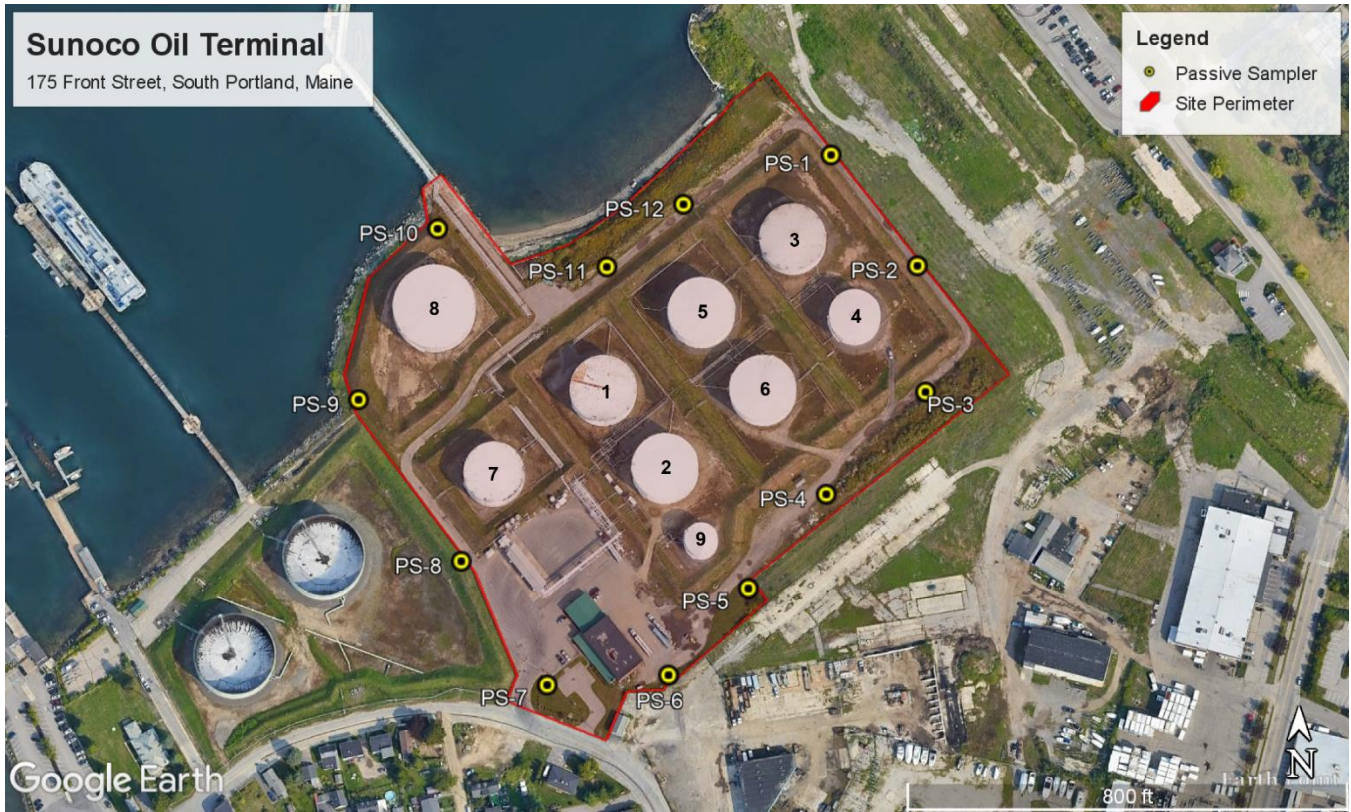 Sunoco Oil Terminal
175 Front Street, South Portland, Maine
Legend
Passive Sampler
Site Perimeter
PS-1
PS-12
PS-10
PS-11
PS-2
3
8
5
4
PS-9
1
6
PS-3
7
2
PS-4
9
PS-8
PS-5
PS-7
PS-6
N
Google Earth
Earth Point
800 ft